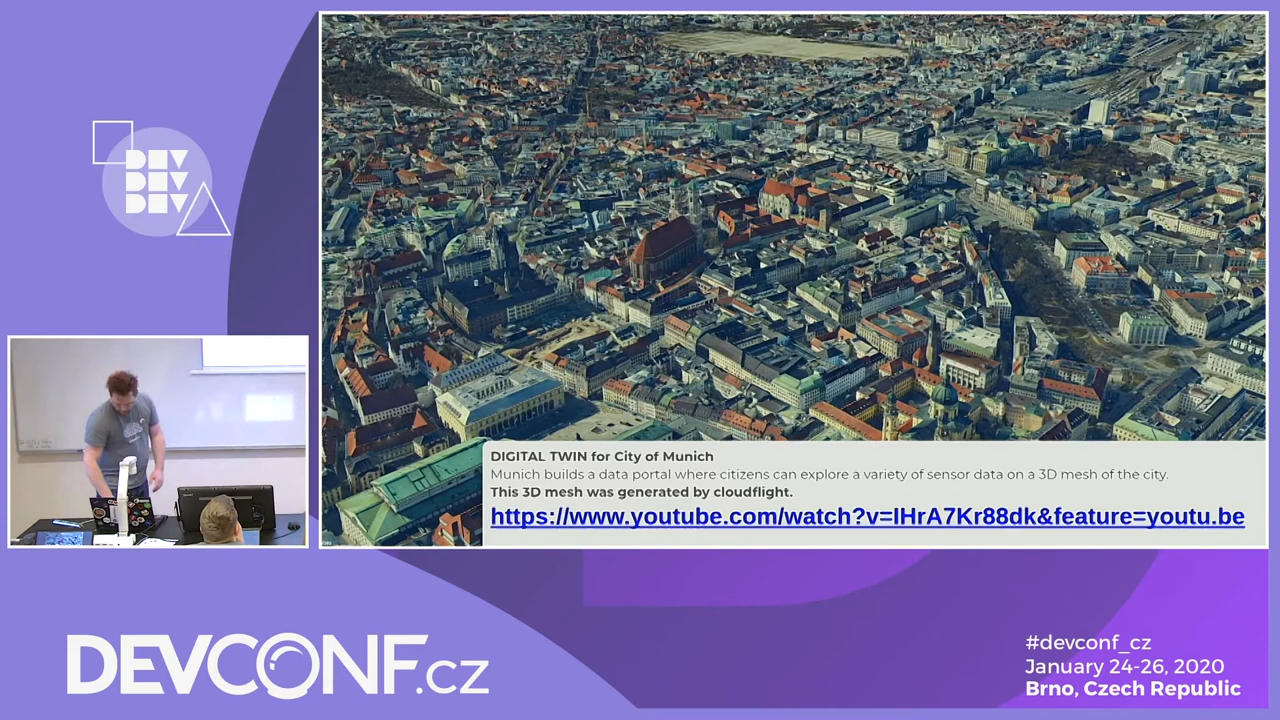 DEV
DEV
DEV
DIGITAL TWIN for City of Munich
Munich builds a data portal where citizens can explore a variety of sensor data on a 3D mesh of the city.
This 3D mesh was generated by cloudflight.
https://www.youtube.com/watch?v=IHrA7Kr88dk&feature=youtu.be
DEVCONF.cz
#devconf_cz
January 24-26, 2020
Brno, Czech Republic